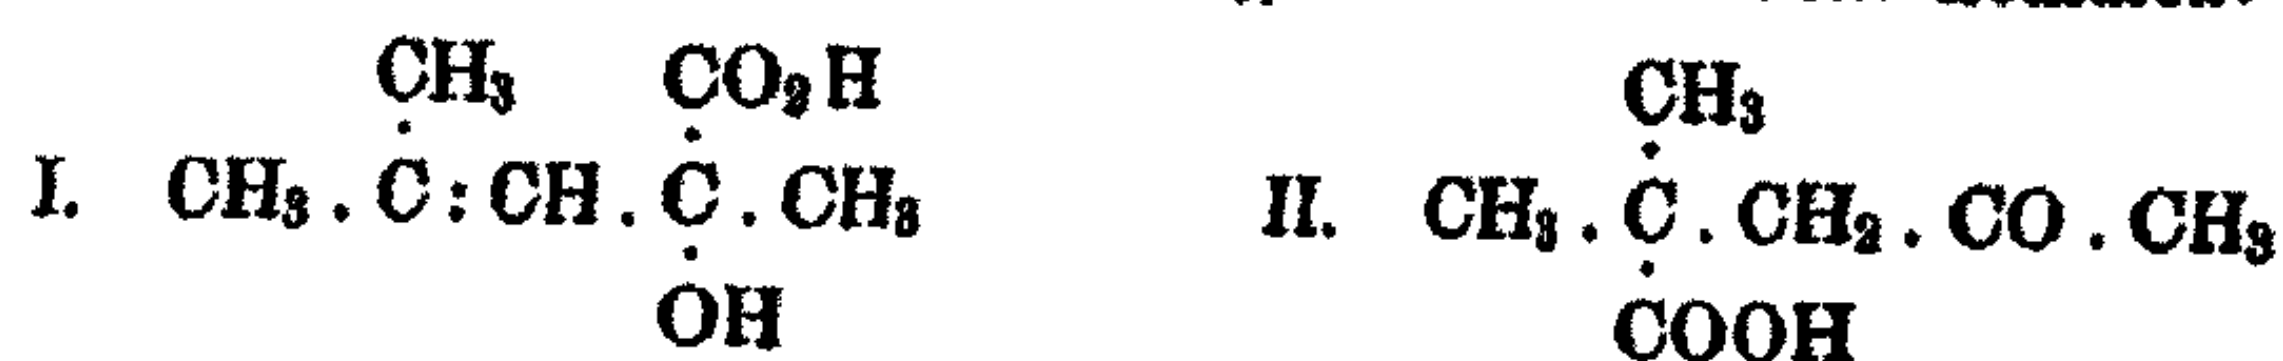 CH₃ CO₂H CH₃
I. CH₃ . C : CH . C . CH₃ II. CH₃ . C . CH₂ . CO . CH₃
OH COOH